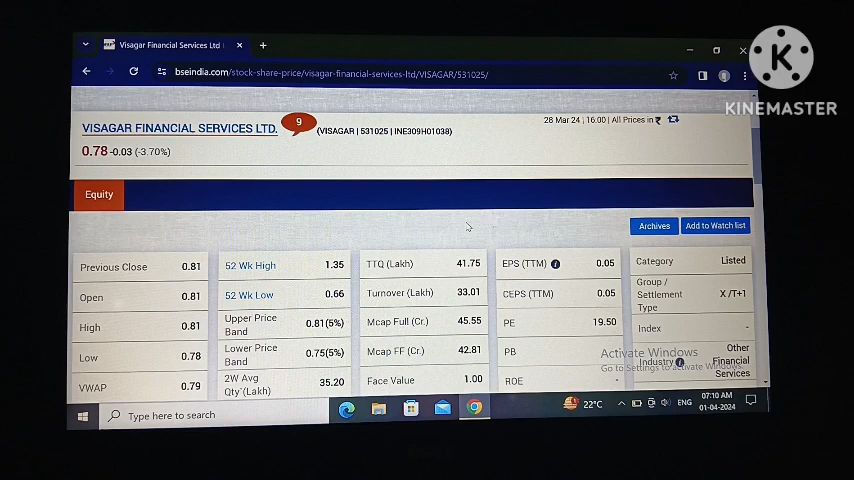 Visagar Financial Services Ltd
bseindia.com/stock-share-price/visagar-financial-services-ltd/VISAGAR/531025/
K
KINEMASTER
VISAGAR FINANCIAL SERVICES LTD. 9 (VISAGAR | 531025 | INE309H01038) 28 Mar 24 | 16:00 | All Prices in ₹
0.78 -0.03 (-3.70%)
Equity
Archives Add to Watch list
Previous Close 0.81
Open 0.81
High 0.81
Low 0.78
VWAP 0.79
52 Wk High 1.35
52 Wk Low 0.66
Upper Price
Band 0.81(5%)
Lower Price
Band 0.75(5%)
2W Avg
Qty*(Lakh) 35.20
TTQ (Lakh) 41.75
Turnover (Lakh) 33.01
Mcap Full (Cr.) 45.55
Mcap FF (Cr.) 42.81
Face Value 1.00
EPS (TTM) 0.05
CEPS (TTM) 0.05
PE 19.50
PB
ROE -
Category Listed
Group /
Settlement
Type X /T+1
Index -
Industry Other
Financial
Services
Activate Windows
Go to Settings to activate Windows.
Type here to search
22°C ENG 07:10 AM
01-04-2024